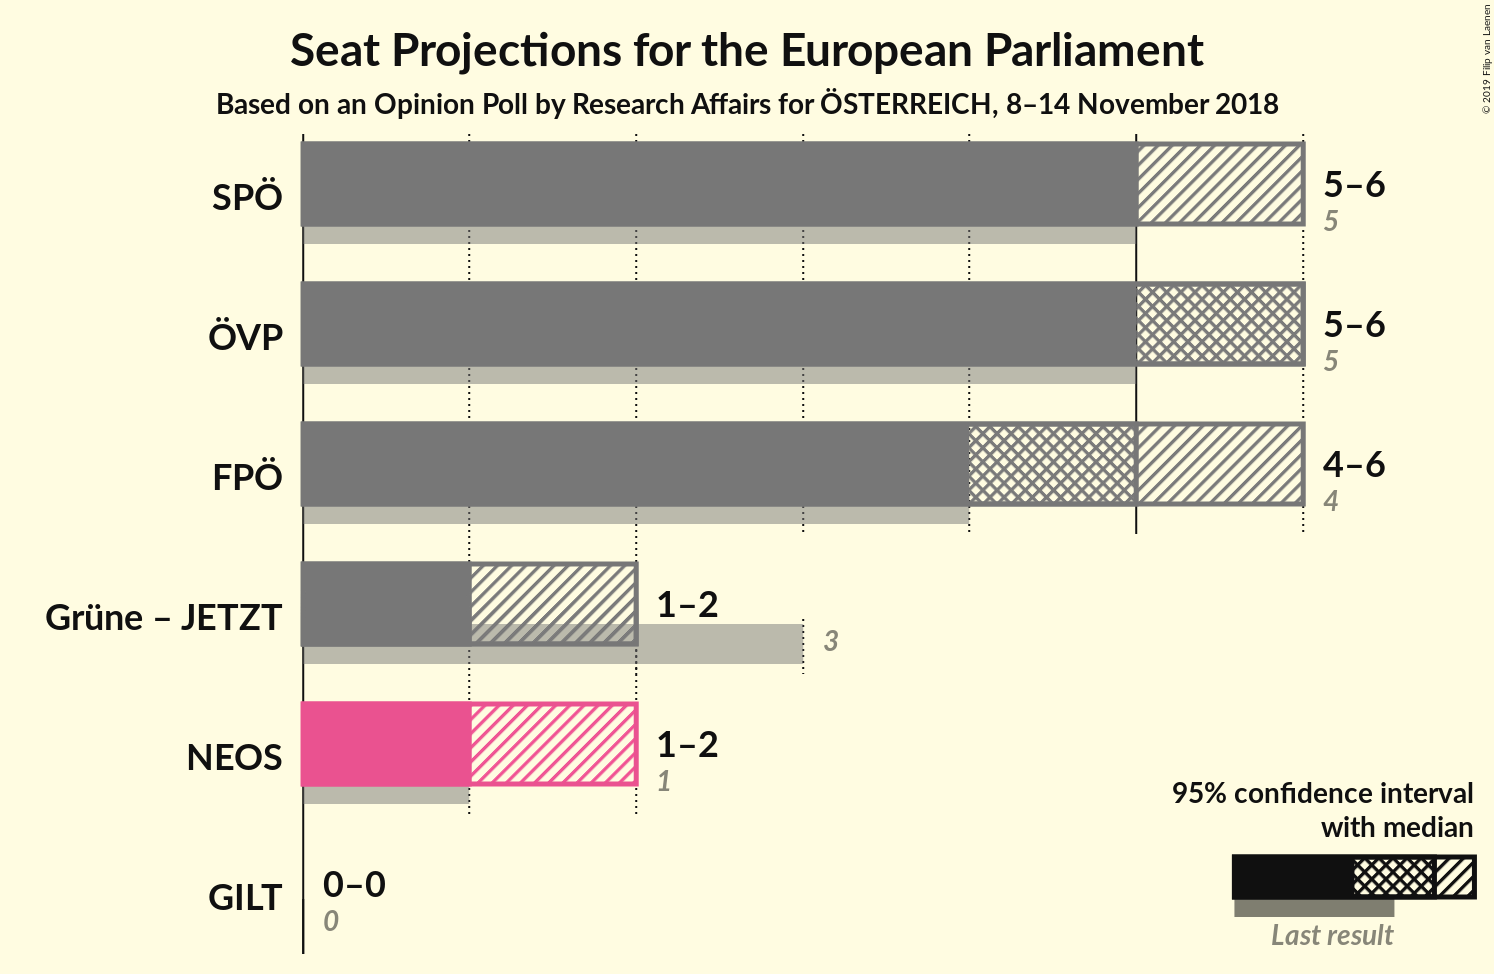 Seat Projections for the European Parliament
Based on an Opinion Poll by Research Affairs for ÖSTERREICH, 8–14 November 2018
© 2019 Filip van Laenen
SPÖ
5–6
5
ÖVP
5–6
5
FPÖ
4–6
4
Grüne – JETZT
1–2
3
NEOS
1–2
1
GILT
0–0
0
95% confidence interval
with median
Last result